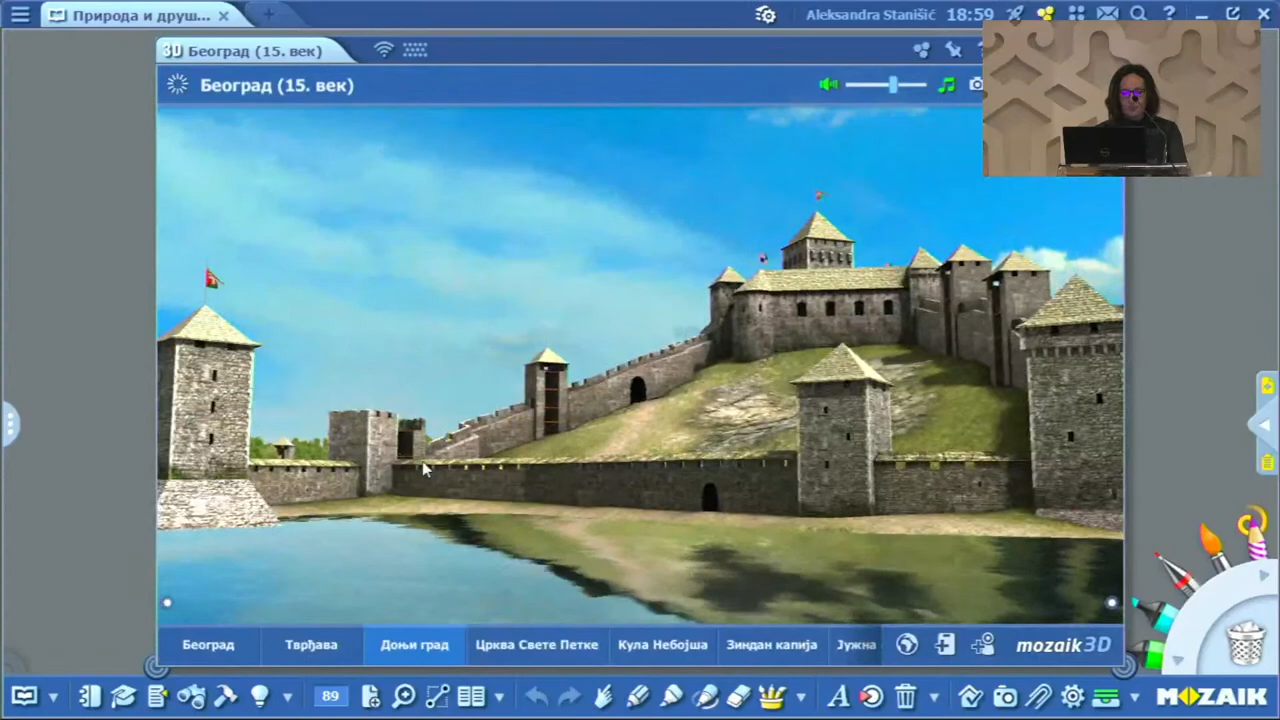 Природа и друш...
Aleksandra Stanišić 18:59
3D Београд (15. век)
Београд (15. век)
Београд Тврђава Доњи град Црква Свете Петке Кула Небојша Зиндан капија Јужна
mozaik3D
89
MOZAIK